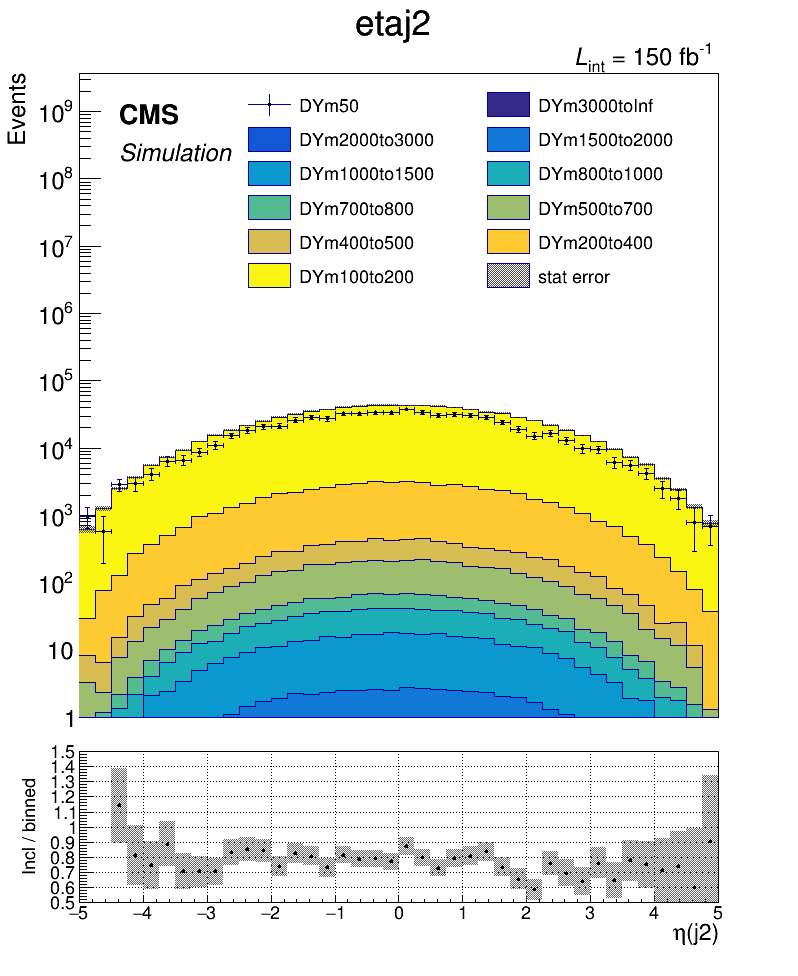 etaj2
L_int = 150 fb^-1
Events
CMS
Simulation
DYm50
DYm3000toInf
DYm2000to3000
DYm1500to2000
DYm1000to1500
DYm800to1000
DYm700to800
DYm500to700
DYm400to500
DYm200to400
DYm100to200
stat error
10^9
10^8
10^7
10^6
10^5
10^4
10^3
10^2
10
1
Incl / binned
1.5
1.4
1.3
1.2
1.1
1
0.9
0.8
0.7
0.6
0.5
−5 −4 −3 −2 −1 0 1 2 3 4 5
η(j2)